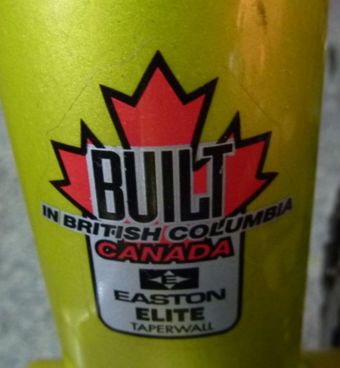 BUILT
IN BRITISH COLUMBIA
CANADA
EASTON
ELITE
TAPERWALL